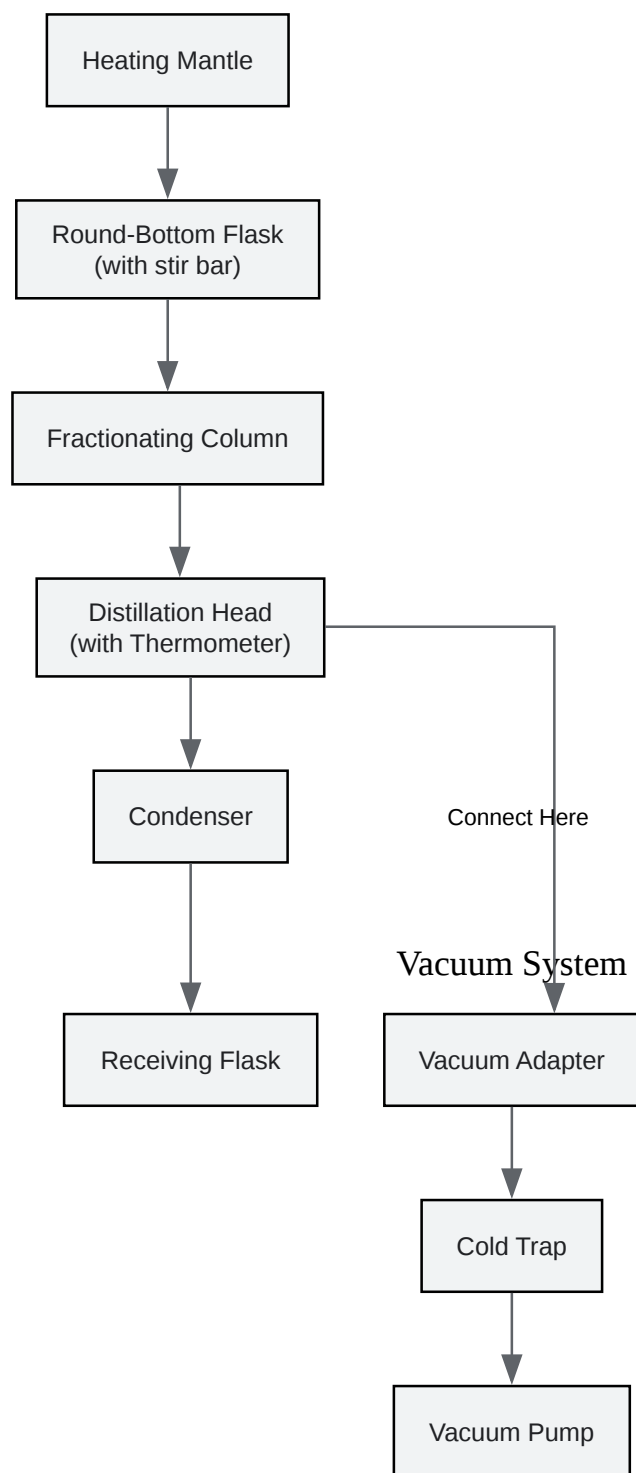 Heating Mantle
Round-Bottom Flask
(with stir bar)
Fractionating Column
Distillation Head
(with Thermometer)
Condenser
Connect Here
Vacuum System
Receiving Flask
Vacuum Adapter
Cold Trap
Vacuum Pump